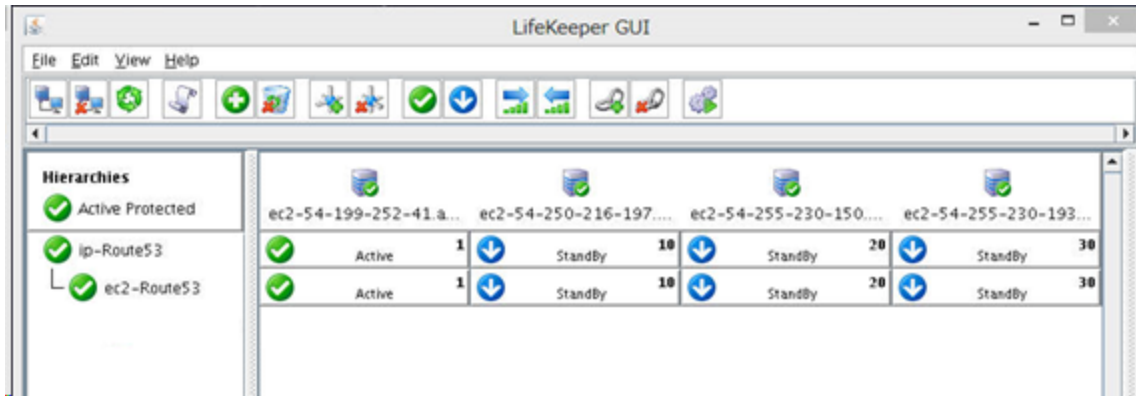 LifeKeeper GUI
File Edit View Help
Hierarchies
Active Protected
ec2-54-199-252-41.a... ec2-54-250-216-197.... ec2-54-255-230-150.... ec2-54-255-230-193...
ip-Route53 Active 1 StandBy 10 StandBy 20 StandBy 30
ec2-Route53 Active 1 StandBy 10 StandBy 20 StandBy 30